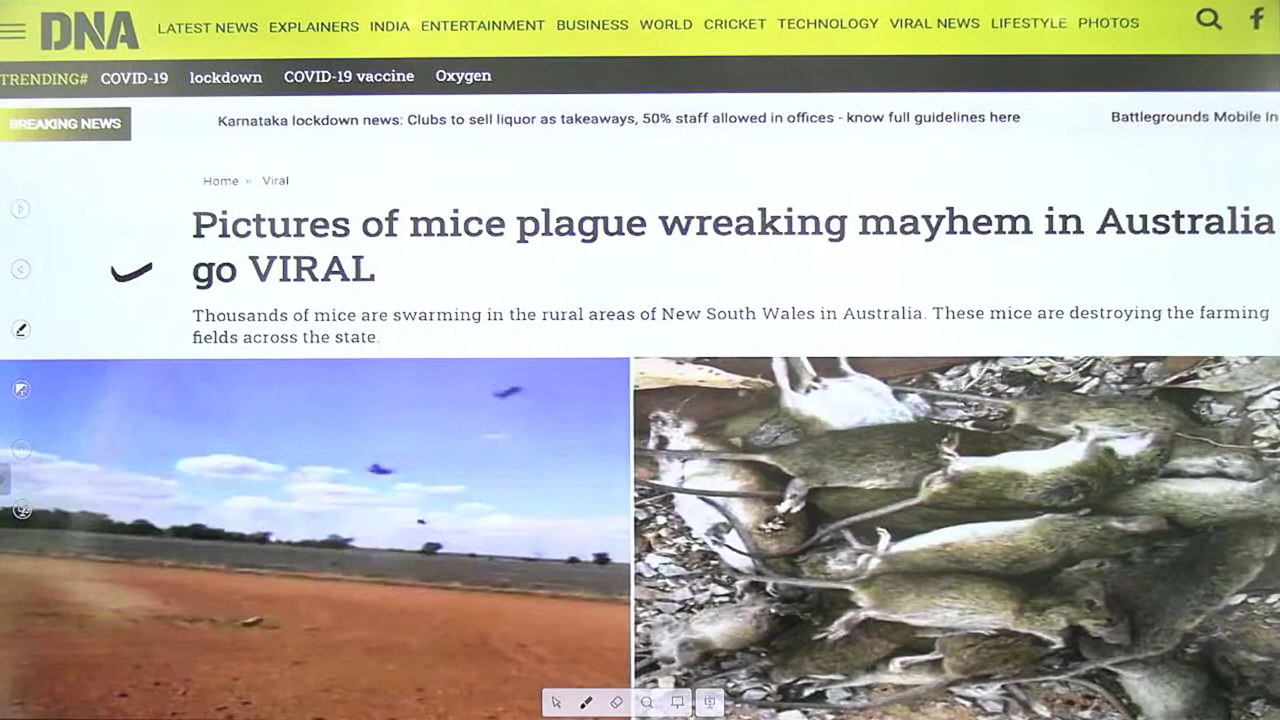 DNA LATEST NEWS EXPLAINERS INDIA ENTERTAINMENT BUSINESS WORLD CRICKET TECHNOLOGY VIRAL NEWS LIFESTYLE PHOTOS
TRENDING# COVID-19 lockdown COVID-19 vaccine Oxygen
BREAKING NEWS Karnataka lockdown news: Clubs to sell liquor as takeaways, 50% staff allowed in offices - know full guidelines here Battlegrounds Mobile In
Home » Viral
Pictures of mice plague wreaking mayhem in Australia
go VIRAL
Thousands of mice are swarming in the rural areas of New South Wales in Australia. These mice are destroying the farming
fields across the state.